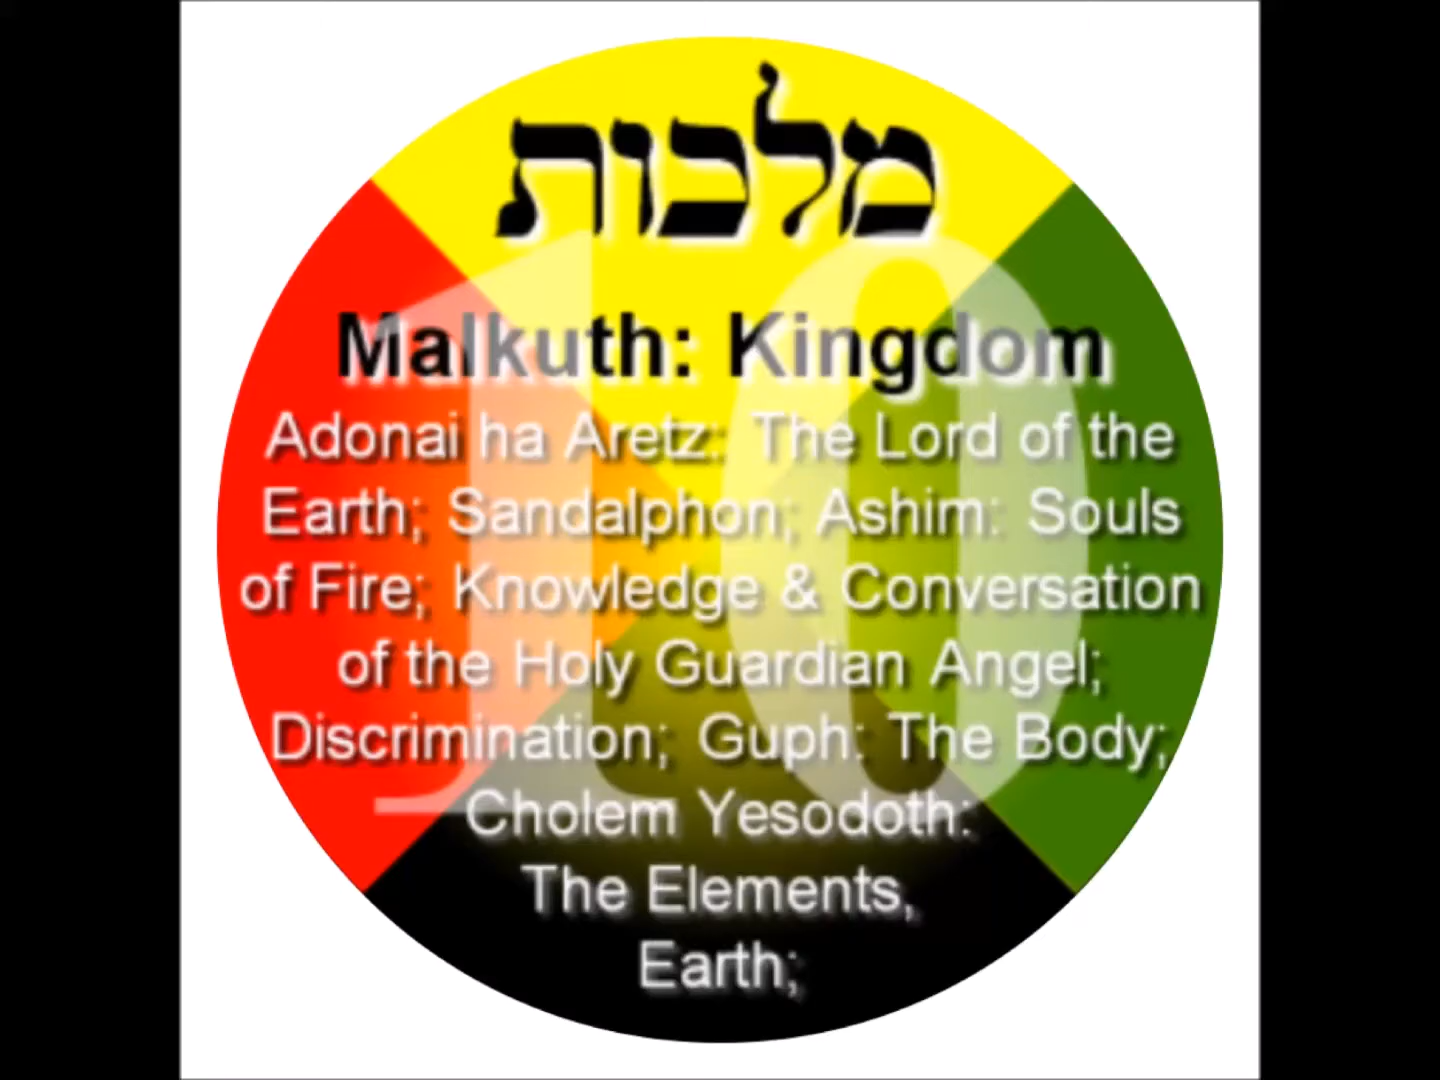 מלכות
10
Malkuth: Kingdom
Adonai ha Aretz: The Lord of the
Earth; Sandalphon; Ashim: Souls
of Fire; Knowledge & Conversation
of the Holy Guardian Angel;
Discrimination; Guph: The Body;
Cholem Yesodoth:
The Elements,
Earth;